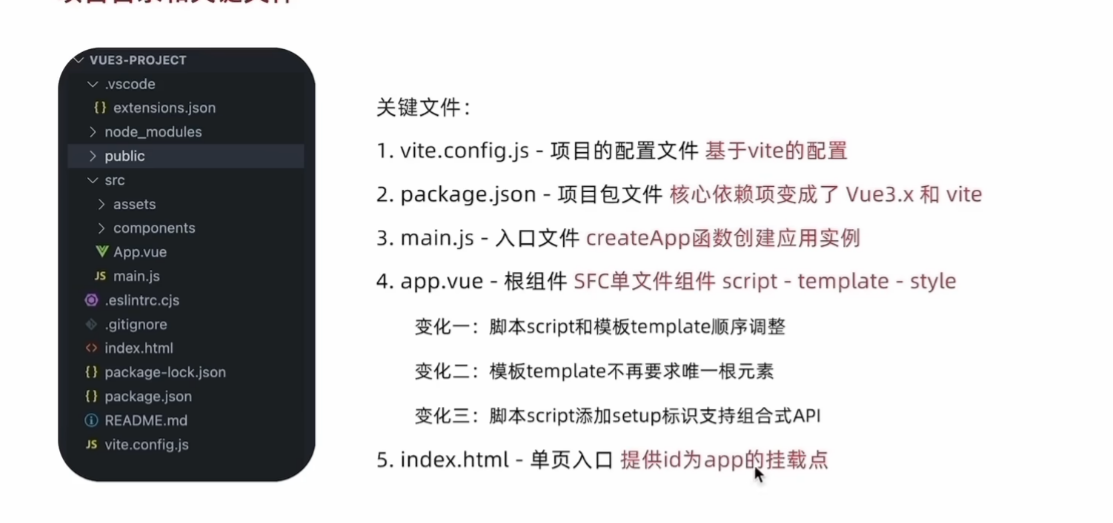 项目目录和关键文件
VUE3-PROJECT
.vscode
{} extensions.json
node_modules
public
src
assets
components
App.vue
JS main.js
.eslintrc.cjs
.gitignore
<> index.html
{} package-lock.json
{} package.json
README.md
JS vite.config.js
关键文件：
1. vite.config.js - 项目的配置文件 基于vite的配置
2. package.json - 项目包文件 核心依赖项变成了 Vue3.x 和 vite
3. main.js - 入口文件 createApp函数创建应用实例
4. app.vue - 根组件 SFC单文件组件 script - template - style
变化一：脚本script和模板template顺序调整
变化二：模板template不再要求唯一根元素
变化三：脚本script添加setup标识支持组合式API
5. index.html - 单页入口 提供id为app的挂载点